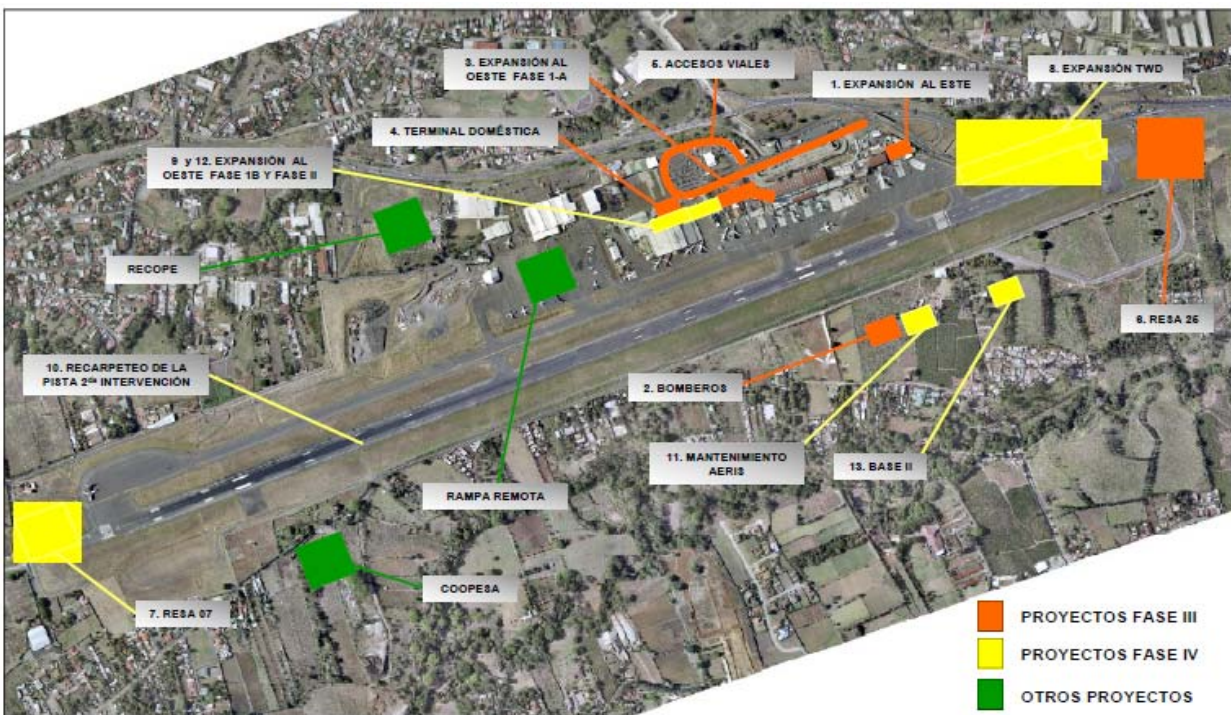 3. EXPANSIÓN AL
OESTE FASE 1-A
5. ACCESOS VIALES
8. EXPANSIÓN TWD
1. EXPANSIÓN AL ESTE
4. TERMINAL DOMÉSTICA
9 y 12. EXPANSIÓN AL
OESTE FASE 1B Y FASE II
RECOPE
6. RESA 25
10. RECARPETEO DE LA
PISTA 2da INTERVENCIÓN
2. BOMBEROS
11. MANTENIMIENTO
AERIS
13. BASE II
RAMPA REMOTA
COOPESA
7. RESA 07
PROYECTOS FASE III
PROYECTOS FASE IV
OTROS PROYECTOS